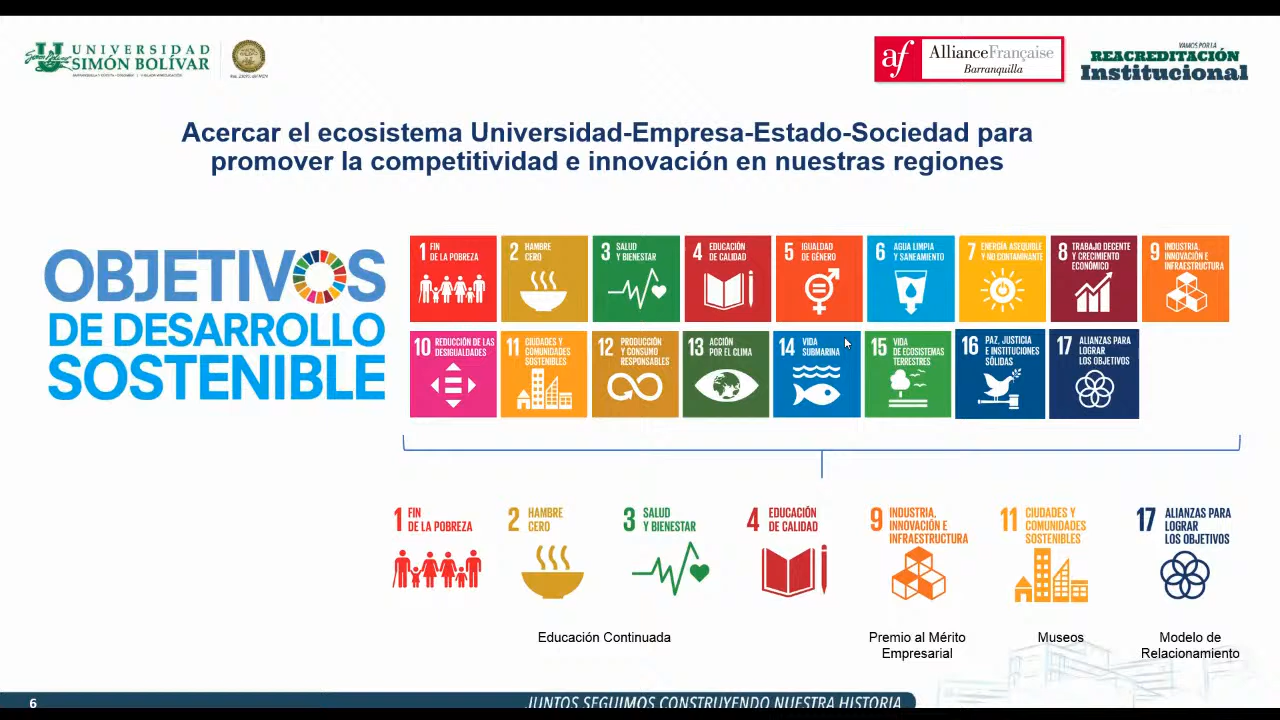 UNIVERSIDAD
SIMÓN BOLÍVAR
af
AllianceFrançaise
Barranquilla
VAMOS POR LA
REACREDITACIÓN
Institucional
Acercar el ecosistema Universidad-Empresa-Estado-Sociedad para
promover la competitividad e innovación en nuestras regiones
OBJETIVOS
DE DESARROLLO
SOSTENIBLE
1 FIN
DE LA POBREZA
2 HAMBRE
CERO
3 SALUD
Y BIENESTAR
4 EDUCACIÓN
DE CALIDAD
5 IGUALDAD
DE GÉNERO
6 AGUA LIMPIA
Y SANEAMIENTO
7 ENERGÍA ASEQUIBLE
Y NO CONTAMINANTE
8 TRABAJO DECENTE
Y CRECIMIENTO
ECONÓMICO
9 INDUSTRIA,
INNOVACIÓN E
INFRAESTRUCTURA
10 REDUCCIÓN DE LAS
DESIGUALDADES
11 CIUDADES Y
COMUNIDADES
SOSTENIBLES
12 PRODUCCIÓN
Y CONSUMO
RESPONSABLES
13 ACCIÓN
POR EL CLIMA
14 VIDA
SUBMARINA
15 VIDA
DE ECOSISTEMAS
TERRESTRES
16 PAZ, JUSTICIA
E INSTITUCIONES
SÓLIDAS
17 ALIANZAS PARA
LOGRAR
LOS OBJETIVOS
1 FIN
DE LA POBREZA
2 HAMBRE
CERO
3 SALUD
Y BIENESTAR
4 EDUCACIÓN
DE CALIDAD
9 INDUSTRIA,
INNOVACIÓN E
INFRAESTRUCTURA
11 CIUDADES Y
COMUNIDADES
SOSTENIBLES
17 ALIANZAS PARA
LOGRAR
LOS OBJETIVOS
Educación Continuada
Premio al Mérito
Empresarial
Museos
Modelo de
Relacionamiento
6
JUNTOS SEGUIMOS CONSTRUYENDO NUESTRA HISTORIA